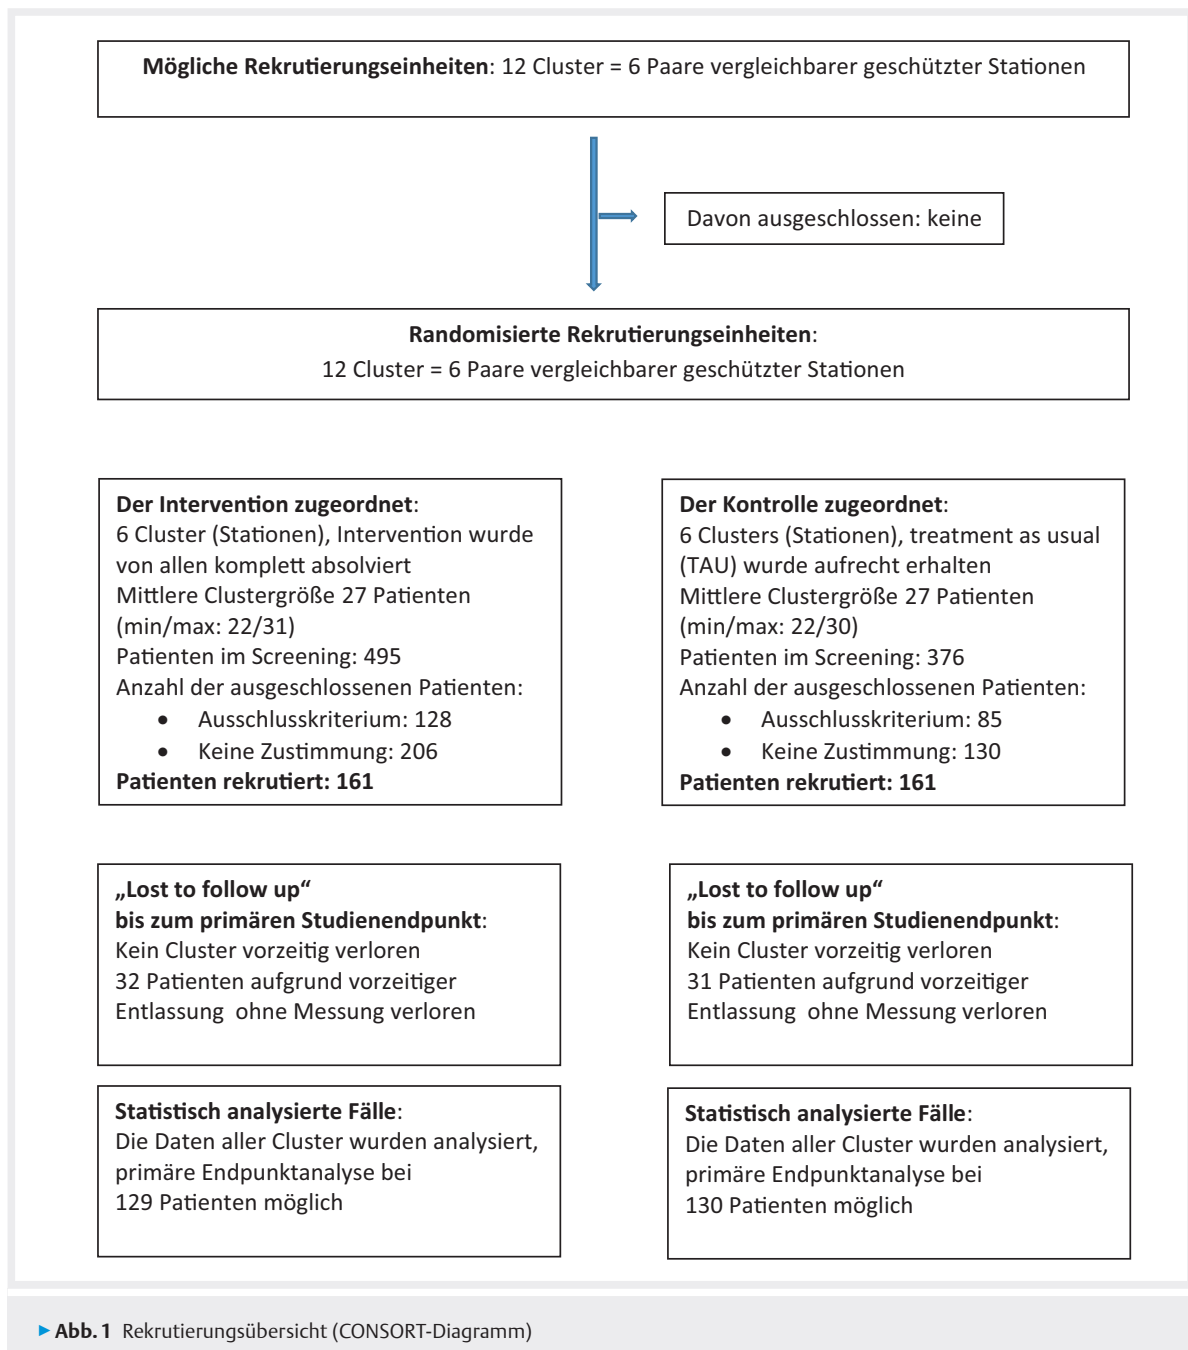 Mögliche Rekrutierungseinheiten: 12 Cluster = 6 Paare vergleichbarer geschützter Stationen
Davon ausgeschlossen: keine
Randomisierte Rekrutierungseinheiten:
12 Cluster = 6 Paare vergleichbarer geschützter Stationen
Der Intervention zugeordnet:
6 Cluster (Stationen), Intervention wurde
von allen komplett absolviert
Mittlere Clustergröße 27 Patienten
(min/max: 22/31)
Patienten im Screening: 495
Anzahl der ausgeschlossenen Patienten:
• Ausschlusskriterium: 128
• Keine Zustimmung: 206
Patienten rekrutiert: 161
Der Kontrolle zugeordnet:
6 Clusters (Stationen), treatment as usual
(TAU) wurde aufrecht erhalten
Mittlere Clustergröße 27 Patienten
(min/max: 22/30)
Patienten im Screening: 376
Anzahl der ausgeschlossenen Patienten:
• Ausschlusskriterium: 85
• Keine Zustimmung: 130
Patienten rekrutiert: 161
„Lost to follow up“
bis zum primären Studienendpunkt:
Kein Cluster vorzeitig verloren
32 Patienten aufgrund vorzeitiger
Entlassung ohne Messung verloren
„Lost to follow up“
bis zum primären Studienendpunkt:
Kein Cluster vorzeitig verloren
31 Patienten aufgrund vorzeitiger
Entlassung ohne Messung verloren
Statistisch analysierte Fälle:
Die Daten aller Cluster wurden analysiert,
primäre Endpunktanalyse bei
129 Patienten möglich
Statistisch analysierte Fälle:
Die Daten aller Cluster wurden analysiert,
primäre Endpunktanalyse bei
130 Patienten möglich
▶ Abb. 1 Rekrutierungsübersicht (CONSORT-Diagramm)